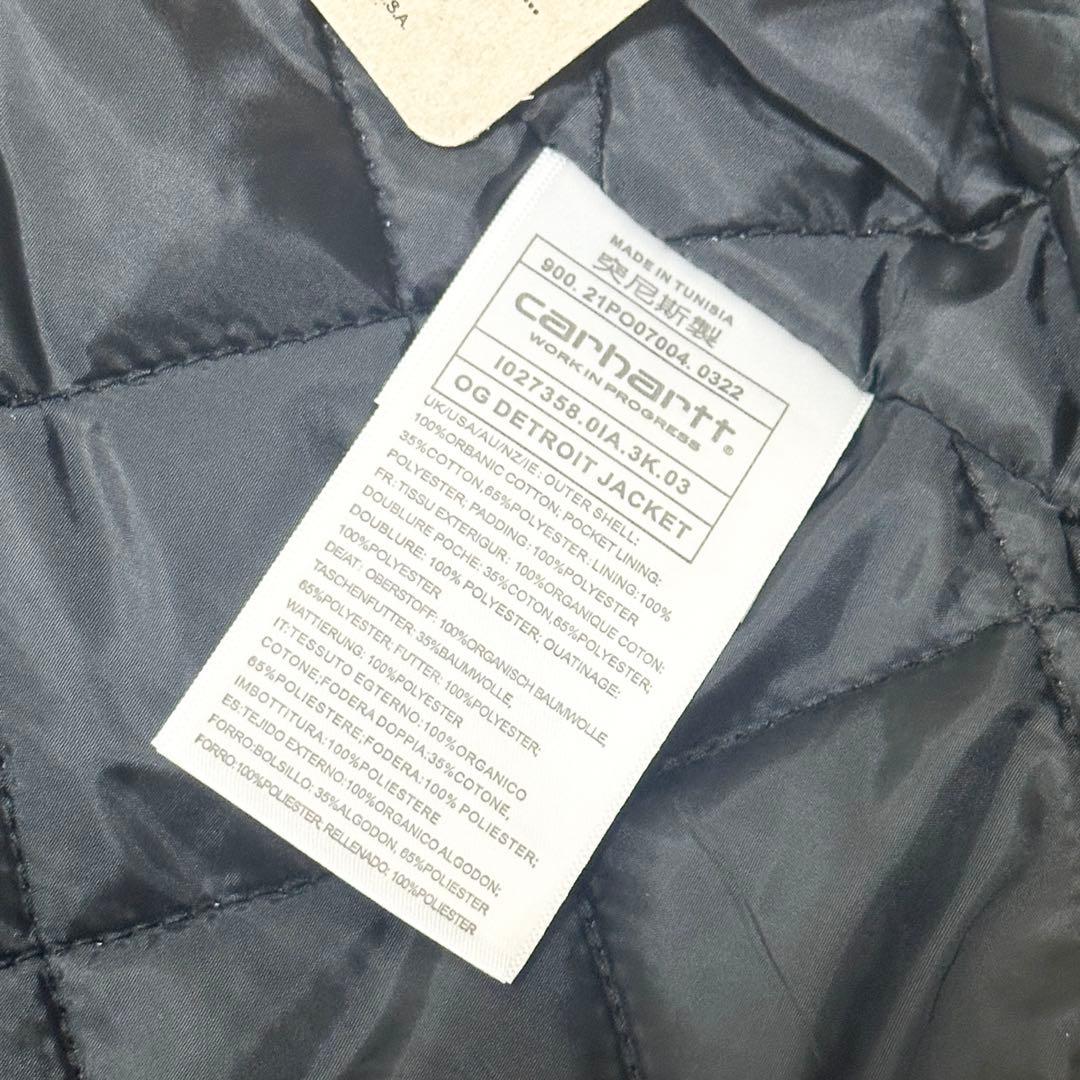 S.A.
MADE IN TUNISIA
突尼斯製
900. 21PO07004. 0322
carhartt®
WORK IN PROGRESS
I027358.0IA.3K.03
OG DETROIT JACKET
UK/USA/AU/NZ/IE: OUTER SHELL:
100%ORBANIC COTTON; POCKET LINING:
35%COTTON,65%POLYESTER; LINING:100%
POLYESTER; PADDING :100%POLYESTER
FR: TISSU EXTERIGUR: 100%ORGANIQUE COTON:
DOUBLURE POCHE: 35%COTON, 65%POLYESTER;
DOUBLURE: 100% POLYESTER; OUATINAGE:
100%POLYESTER
DE/AT: OBERSTOFF: 100%ORGANISCH BAUMWOLLE,
TASCHENFUTTER: 35%BAUMWOLLE,
65%POLYESTER, FUTTER: 100%POLYESTER:
WATTIERUNG: 100%POLYESTER
IT:TESSUTO EGTERNO: 100%ORGANICO
COTONE;FODERA DOPPIA:35%COTONE,
65%POLIESTERE;FODERA:100% POLIESTER;
IMBOTTITURA:100%POLIESTERE
ES:TEJIDO EXTERNO:100%ORGANICO ALGODON;
FORRO:BOLSILLO: 35%ALGODON, 65%POLIESTER
FORRO:100%POLIESTER; RELLENADO: 100%POLIESTER